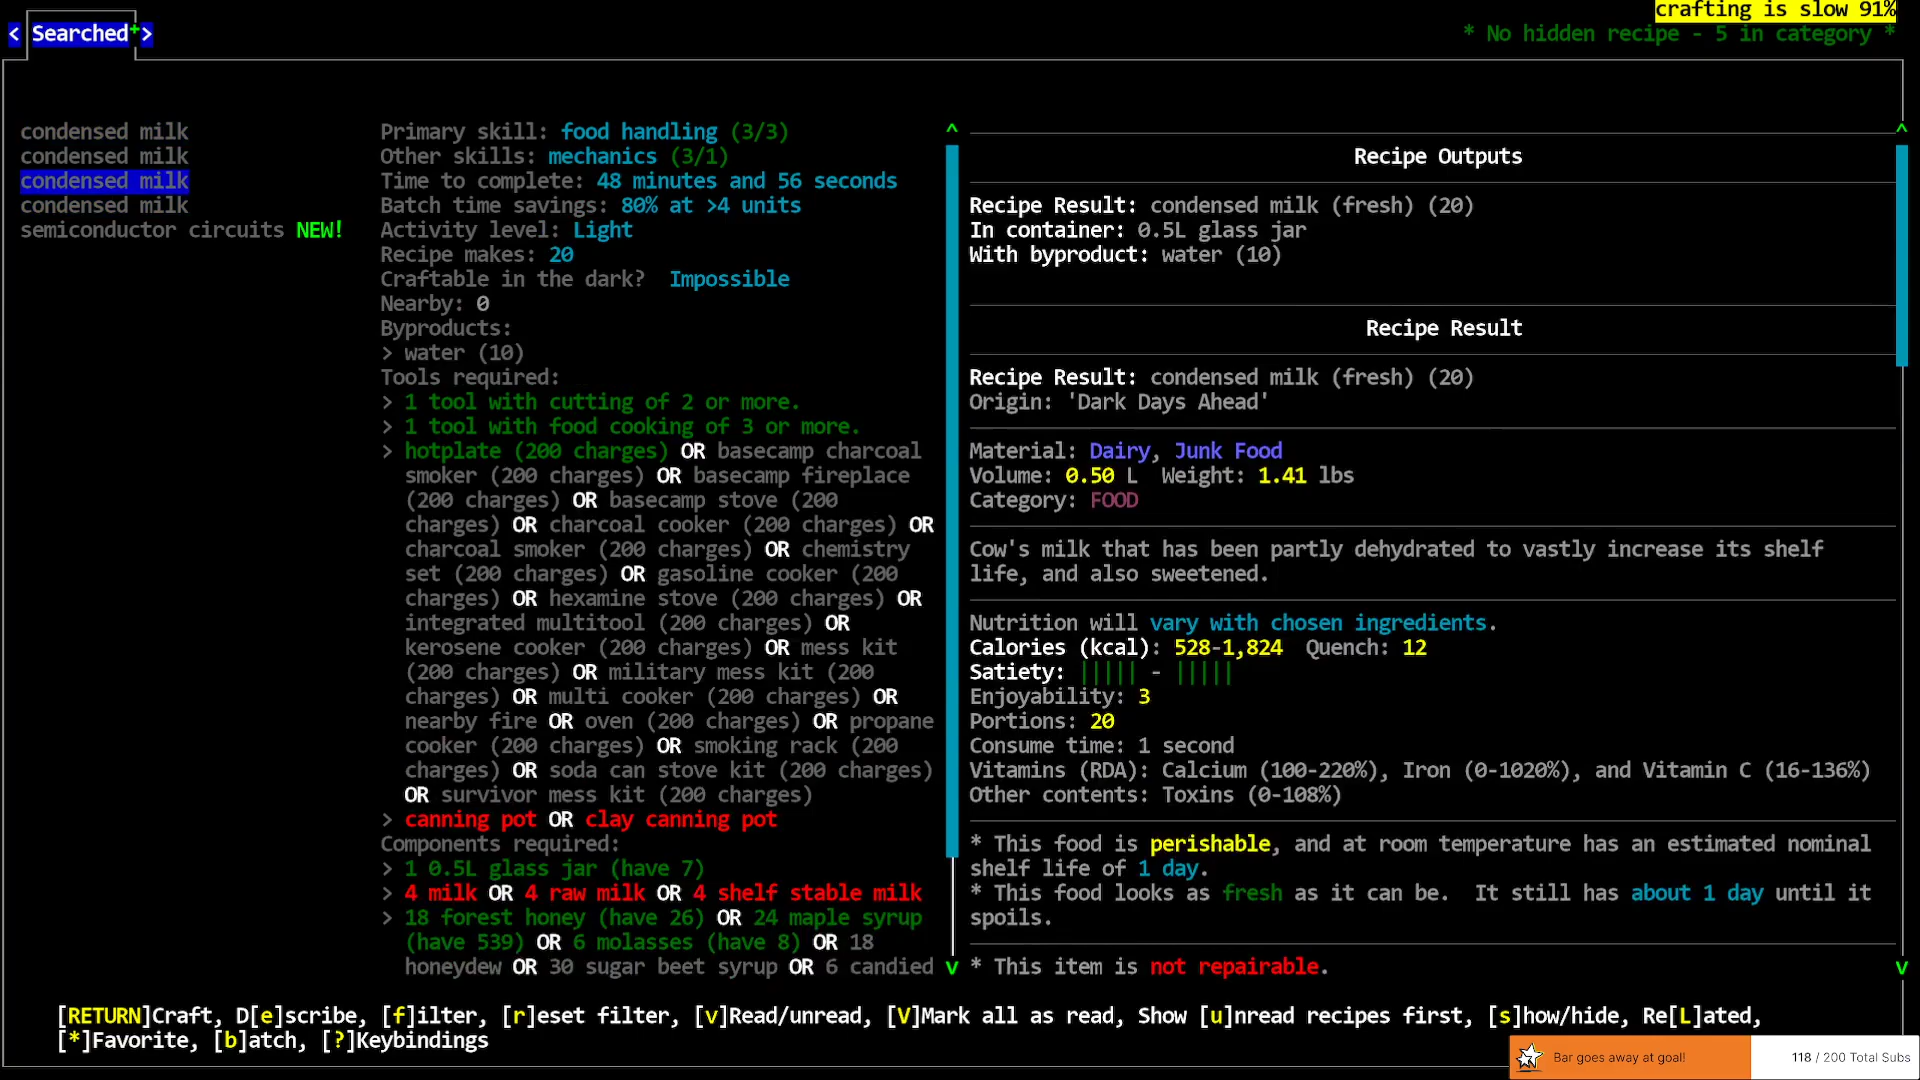 crafting is slow 91%
< Searched+ >
* No hidden recipe - 5 in category *
condensed milk
condensed milk
condensed milk
condensed milk
semiconductor circuits NEW!
Primary skill: food handling (3/3)
Other skills: mechanics (3/1)
Time to complete: 48 minutes and 56 seconds
Batch time savings: 80% at >4 units
Activity level: Light
Recipe makes: 20
Craftable in the dark?  Impossible
Nearby: 0
Byproducts:
> water (10)
Tools required:
> 1 tool with cutting of 2 or more.
> 1 tool with food cooking of 3 or more.
> hotplate (200 charges) OR basecamp charcoal
smoker (200 charges) OR basecamp fireplace
(200 charges) OR basecamp stove (200
charges) OR charcoal cooker (200 charges) OR
charcoal smoker (200 charges) OR chemistry
set (200 charges) OR gasoline cooker (200
charges) OR hexamine stove (200 charges) OR
integrated multitool (200 charges) OR
kerosene cooker (200 charges) OR mess kit
(200 charges) OR military mess kit (200
charges) OR multi cooker (200 charges) OR
nearby fire OR oven (200 charges) OR propane
cooker (200 charges) OR smoking rack (200
charges) OR soda can stove kit (200 charges)
OR survivor mess kit (200 charges)
> canning pot OR clay canning pot
Components required:
> 1 0.5L glass jar (have 7)
> 4 milk OR 4 raw milk OR 4 shelf stable milk
> 18 forest honey (have 26) OR 24 maple syrup
(have 539) OR 6 molasses (have 8) OR 18
honeydew OR 30 sugar beet syrup OR 6 candied
Recipe Outputs
Recipe Result: condensed milk (fresh) (20)
In container: 0.5L glass jar
With byproduct: water (10)
Recipe Result
Recipe Result: condensed milk (fresh) (20)
Origin: 'Dark Days Ahead'
Material: Dairy, Junk Food
Volume: 0.50 L  Weight: 1.41 lbs
Category: FOOD
Cow's milk that has been partly dehydrated to vastly increase its shelf
life, and also sweetened.
Nutrition will vary with chosen ingredients.
Calories (kcal): 528-1,824  Quench: 12
Satiety: ||||| - |||||
Enjoyability: 3
Portions: 20
Consume time: 1 second
Vitamins (RDA): Calcium (100-220%), Iron (0-1020%), and Vitamin C (16-136%)
Other contents: Toxins (0-108%)
* This food is perishable, and at room temperature has an estimated nominal
shelf life of 1 day.
* This food looks as fresh as it can be.  It still has about 1 day until it
spoils.
* This item is not repairable.
[RETURN]Craft, D[e]scribe, [f]ilter, [r]eset filter, [v]Read/unread, [V]Mark all as read, Show [u]nread recipes first, [s]how/hide, Re[L]ated,
[*]Favorite, [b]atch, [?]Keybindings
Bar goes away at goal!
118 / 200 Total Subs